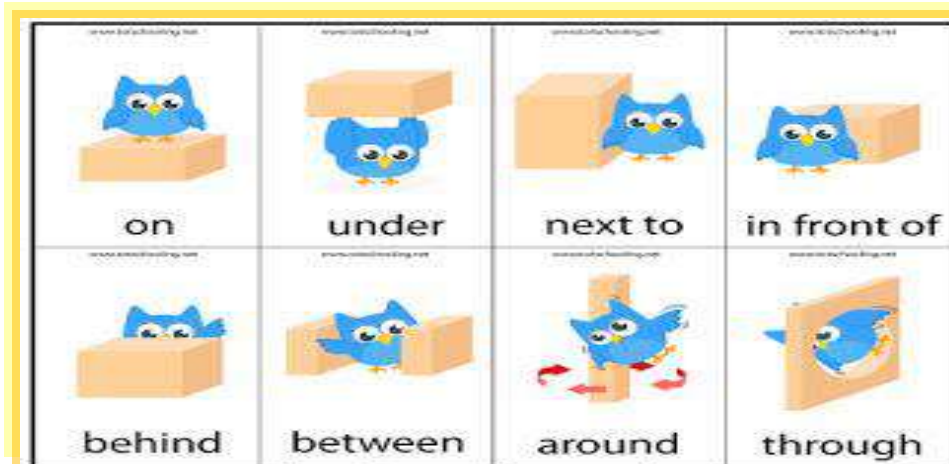 on
under
next to
in front of
behind
between
around
through